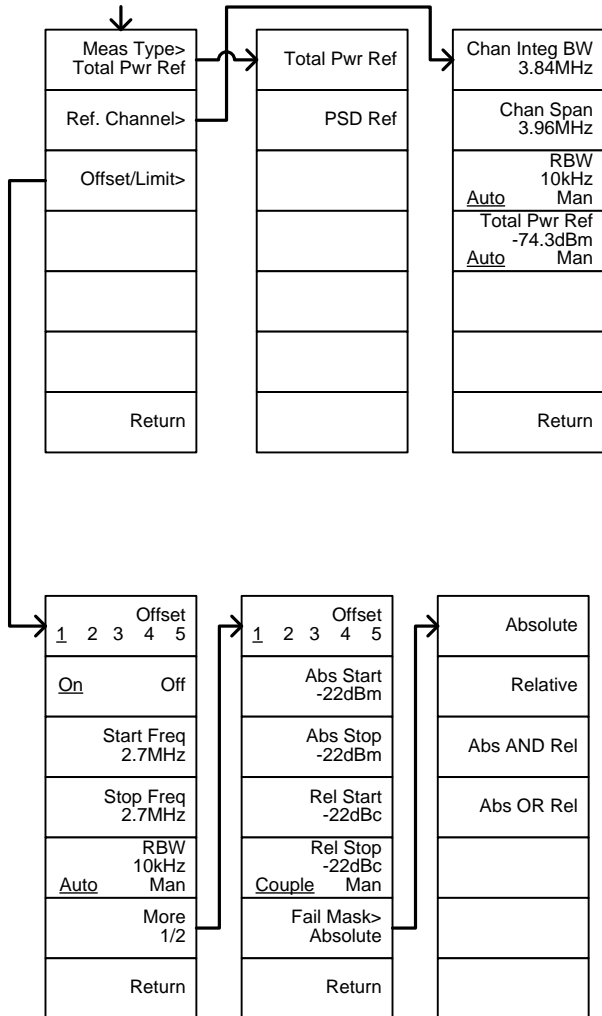 Meas Type>
Total Pwr Ref
Ref. Channel>
Offset/Limit>
Return
Total Pwr Ref
PSD Ref
Chan Integ BW
3.84MHz
Chan Span
3.96MHz
RBW
10kHz
Auto Man
Total Pwr Ref
-74.3dBm
Auto Man
Return
Offset
1 2 3 4 5
On Off
Start Freq
2.7MHz
Stop Freq
2.7MHz
RBW
10kHz
Auto Man
More
1/2
Return
Offset
1 2 3 4 5
Abs Start
-22dBm
Abs Stop
-22dBm
Rel Start
-22dBc
Rel Stop
-22dBc
Couple Man
Fail Mask>
Absolute
Return
Absolute
Relative
Abs AND Rel
Abs OR Rel